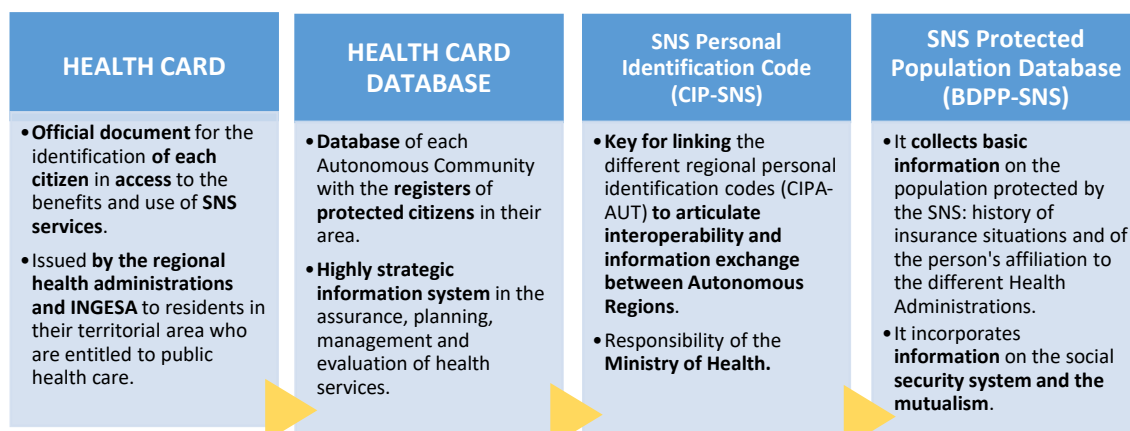 HEALTH CARD
•Official document for the
identification of each
citizen in access to the
benefits and use of SNS
services.
•Issued by the regional
health administrations
and INGESA to residents in
their territorial area who
are entitled to public
health care.
HEALTH CARD
DATABASE
•Database of each
Autonomous Community
with the registers of
protected citizens in their
area.
•Highly strategic
information system in the
assurance, planning,
management and
evaluation of health
services.
SNS Personal
Identification Code
(CIP-SNS)
•Key for linking the
different regional personal
identification codes (CIPA-
AUT) to articulate
interoperability and
information exchange
between Autonomous
Regions.
•Responsibility of the
Ministry of Health.
SNS Protected
Population Database
(BDPP-SNS)
•It collects basic
information on the
population protected by
the SNS: history of
insurance situations and of
the person's affiliation to
the different Health
Administrations.
•It incorporates
information on the social
security system and the
mutualism.